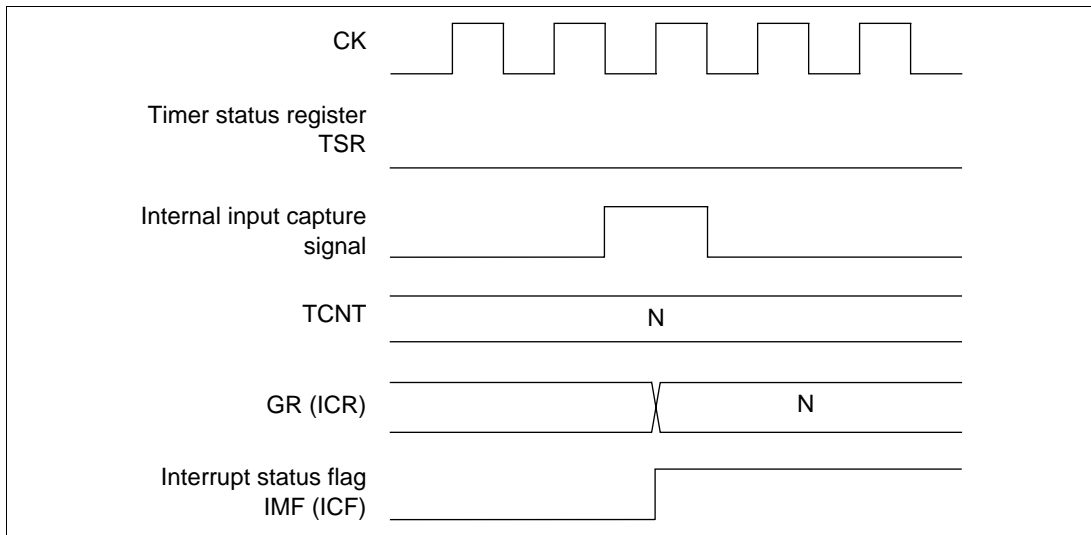 CK
Timer status register
TSR
Internal input capture
signal
TCNT
N
GR (ICR)
N
Interrupt status flag
IMF (ICF)